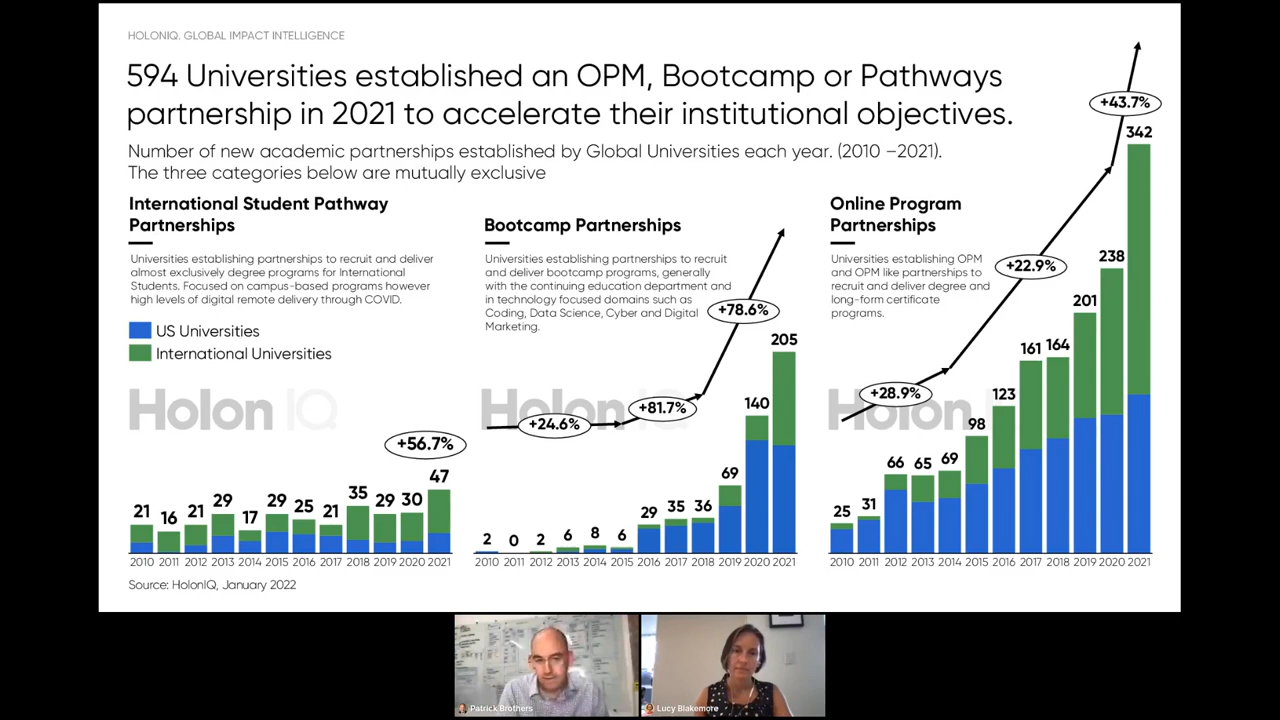 HOLONIQ. GLOBAL IMPACT INTELLIGENCE
594 Universities established an OPM, Bootcamp or Pathways
partnership in 2021 to accelerate their institutional objectives.
Number of new academic partnerships established by Global Universities each year. (2010 –2021).
The three categories below are mutually exclusive
International Student Pathway
Partnerships
Universities establishing partnerships to recruit and deliver
almost exclusively degree programs for International
Students. Focused on campus-based programs however
high levels of digital remote delivery through COVID.
US Universities
International Universities
Holon IQ
+56.7%
21 16 21 29 17 29 25 21 35 29 30 47
2010 2011 2012 2013 2014 2015 2016 2017 2018 2019 2020 2021
Bootcamp Partnerships
Universities establishing partnerships to recruit
and deliver bootcamp programs, generally
with the continuing education department and
in technology focused domains such as
Coding, Data Science, Cyber and Digital
Marketing.
Holon
+24.6% +81.7% +78.6%
2 0 2 6 8 6 29 35 36 69 140 205
2010 2011 2012 2013 2014 2015 2016 2017 2018 2019 2020 2021
Online Program
Partnerships
Universities establishing OPM
and OPM like partnerships to
recruit and deliver degree and
long-form certificate
programs.
Holon
+28.9% +22.9% +43.7%
25 31 66 65 69 98 123 161 164 201 238 342
2010 2011 2012 2013 2014 2015 2016 2017 2018 2019 2020 2021
Source: HolonIQ, January 2022
Patrick Brothers
Lucy Blakemore